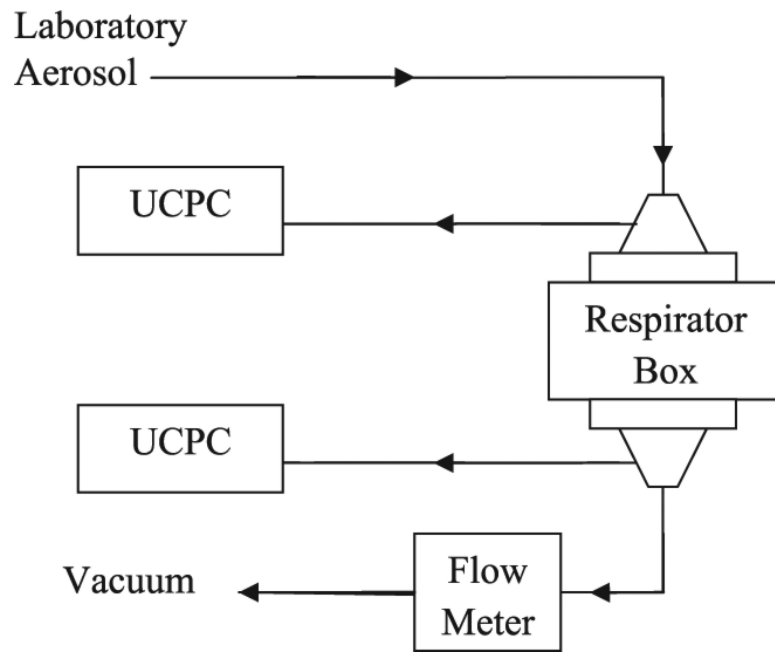 Laboratory
Aerosol
UCPC
Respirator
Box
UCPC
Vacuum
Flow
Meter